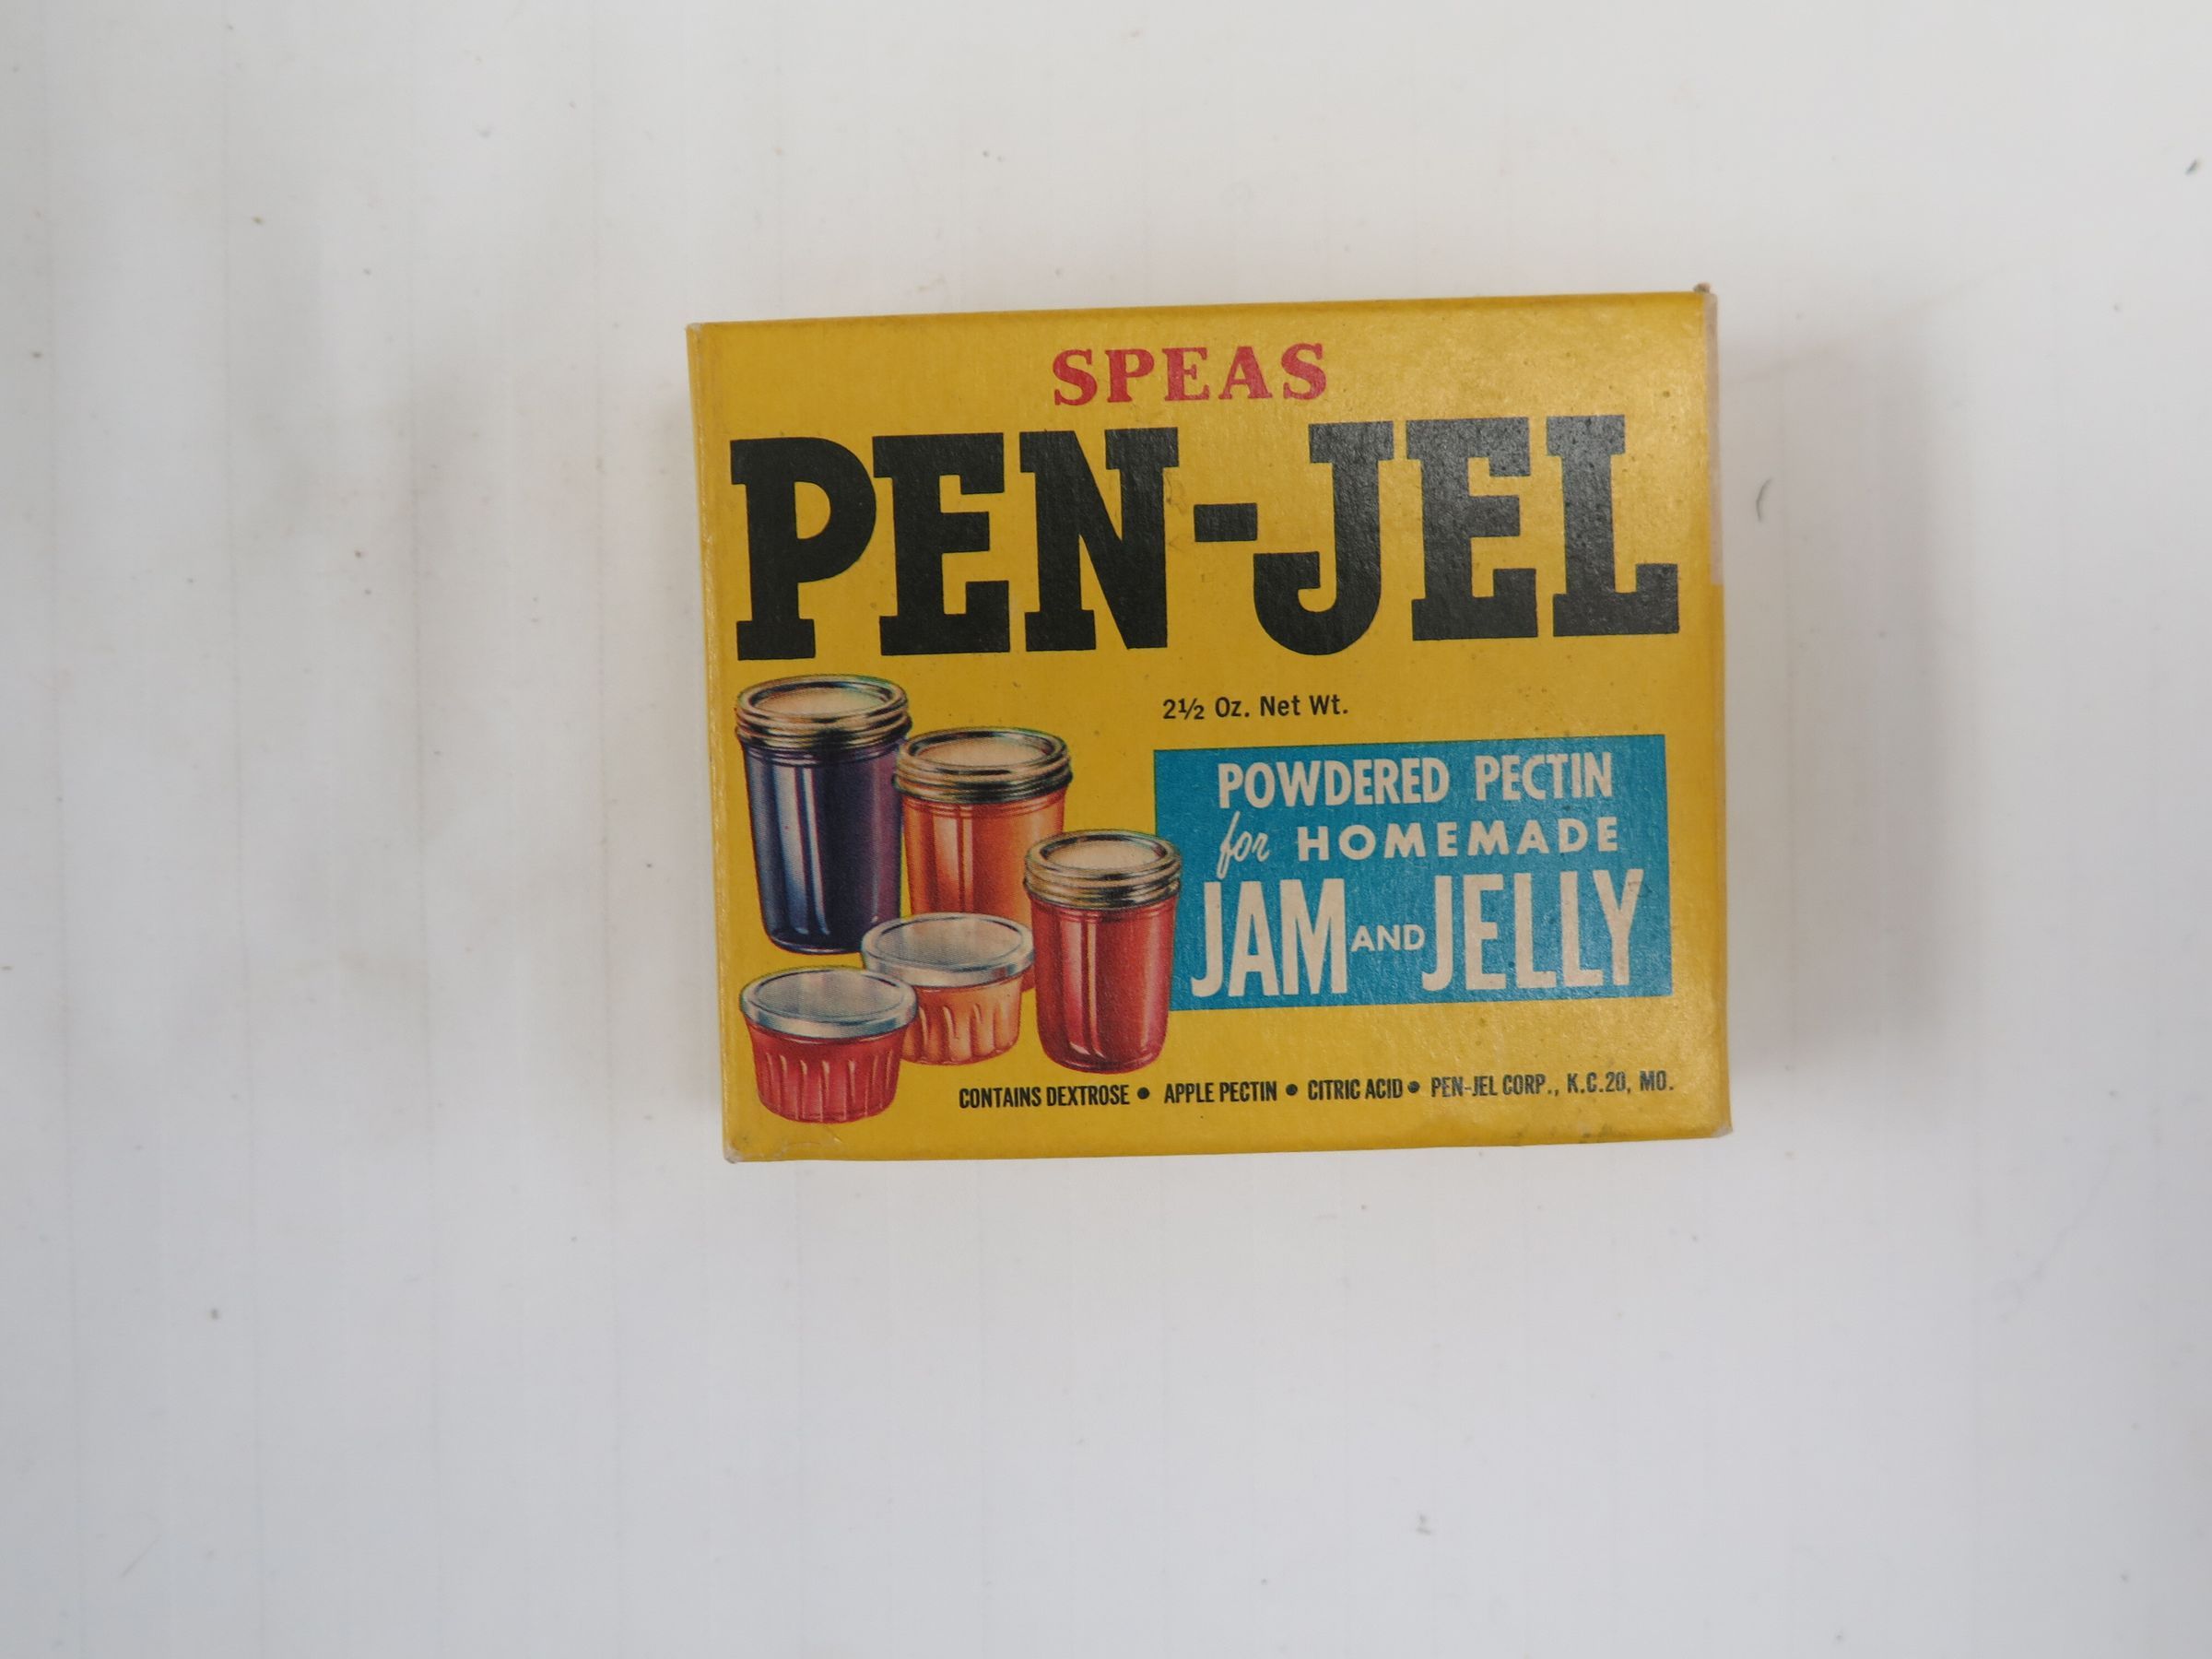 SPEAS
PEN-JEL
2½ Oz. Net Wt.
POWDERED PECTIN
for HOMEMADE
JAM AND JELLY
CONTAINS DEXTROSE • APPLE PECTIN • CITRIC ACID • PEN-JEL CORP., K.C.20, MO.